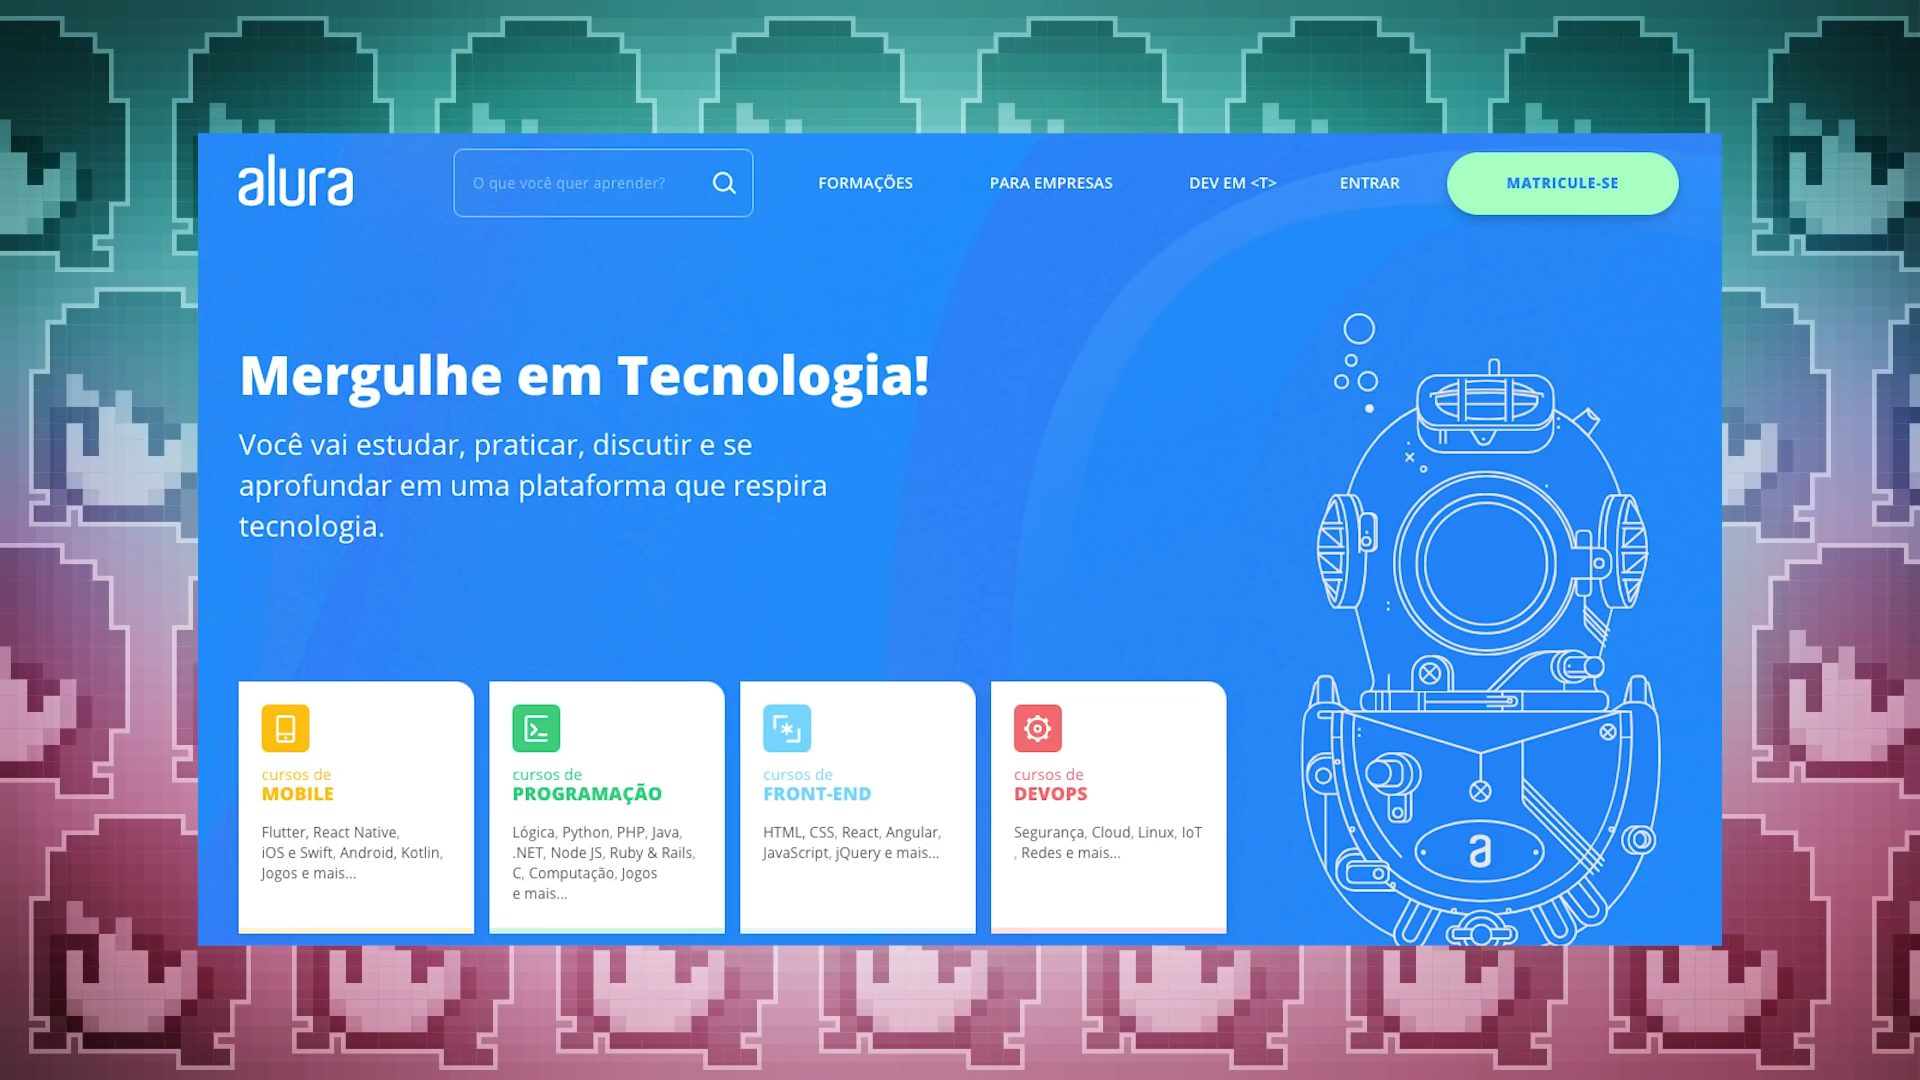 alura
O que você quer aprender?
FORMAÇÕES
PARA EMPRESAS
DEV EM <T>
ENTRAR
MATRICULE-SE
Mergulhe em Tecnologia!
Você vai estudar, praticar, discutir e se
aprofundar em uma plataforma que respira
tecnologia.
cursos de
MOBILE
Flutter, React Native,
iOS e Swift, Android, Kotlin,
Jogos e mais...
cursos de
PROGRAMAÇÃO
Lógica, Python, PHP, Java,
.NET, Node JS, Ruby & Rails,
C, Computação, Jogos
e mais...
cursos de
FRONT-END
HTML, CSS, React, Angular,
JavaScript, jQuery e mais...
cursos de
DEVOPS
Segurança, Cloud, Linux, IoT
, Redes e mais...
a